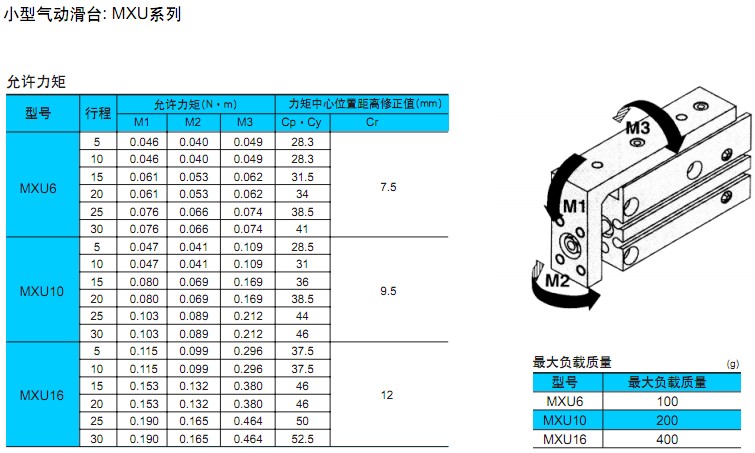 小型气动滑台: MXU系列
允许力矩
型号 行程 允许力矩(N·m) 力矩中心位置距离修正值(mm)
M1 M2 M3 Cp·Cy Cr
MXU6 7.5
5 0.046 0.040 0.049 28.3
10 0.046 0.040 0.049 28.3
15 0.061 0.053 0.062 31.5
20 0.061 0.053 0.062 34
25 0.076 0.066 0.074 38.5
30 0.076 0.066 0.074 41
MXU10 9.5
5 0.047 0.041 0.109 28.5
10 0.047 0.041 0.109 31
15 0.080 0.069 0.169 36
20 0.080 0.069 0.169 38.5
25 0.103 0.089 0.212 44
30 0.103 0.089 0.212 46
MXU16 12
5 0.115 0.099 0.296 37.5
10 0.115 0.099 0.296 37.5
15 0.153 0.132 0.380 46
20 0.153 0.132 0.380 46
25 0.190 0.165 0.464 50
30 0.190 0.165 0.464 52.5
M3
M1
M2
最大负载质量 (g)
型号 最大负载质量
MXU6 100
MXU10 200
MXU16 400